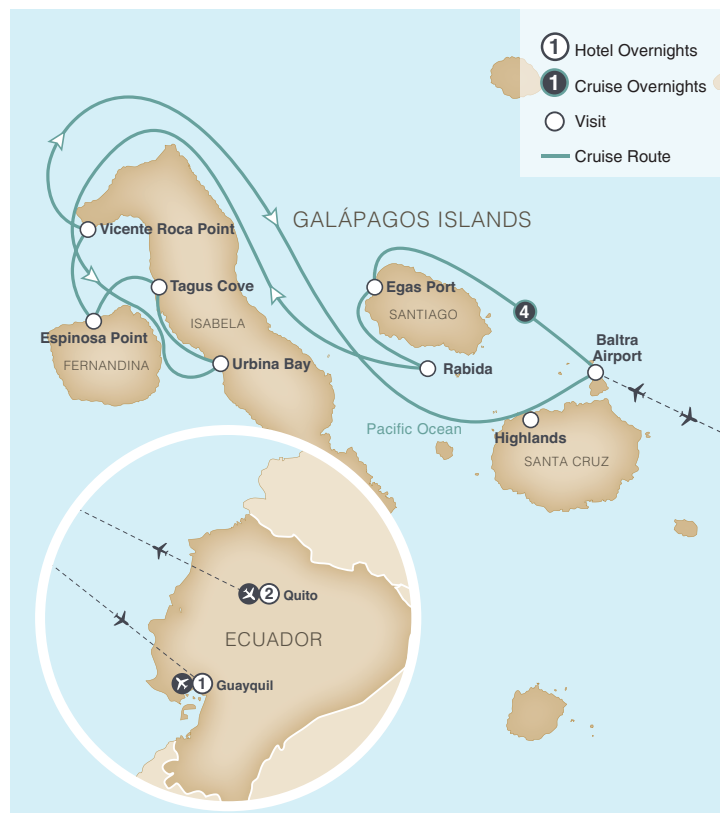 1 Hotel Overnights
1 Cruise Overnights
Visit
Cruise Route
GALÁPAGOS ISLANDS
Vicente Roca Point
Tagus Cove
Egas Port
ISABELA
SANTIAGO
4
Espinosa Point
FERNANDINA
Urbina Bay
Rabida
Baltra
Airport
Pacific Ocean
Highlands
SANTA CRUZ
2 Quito
ECUADOR
1 Guayquil